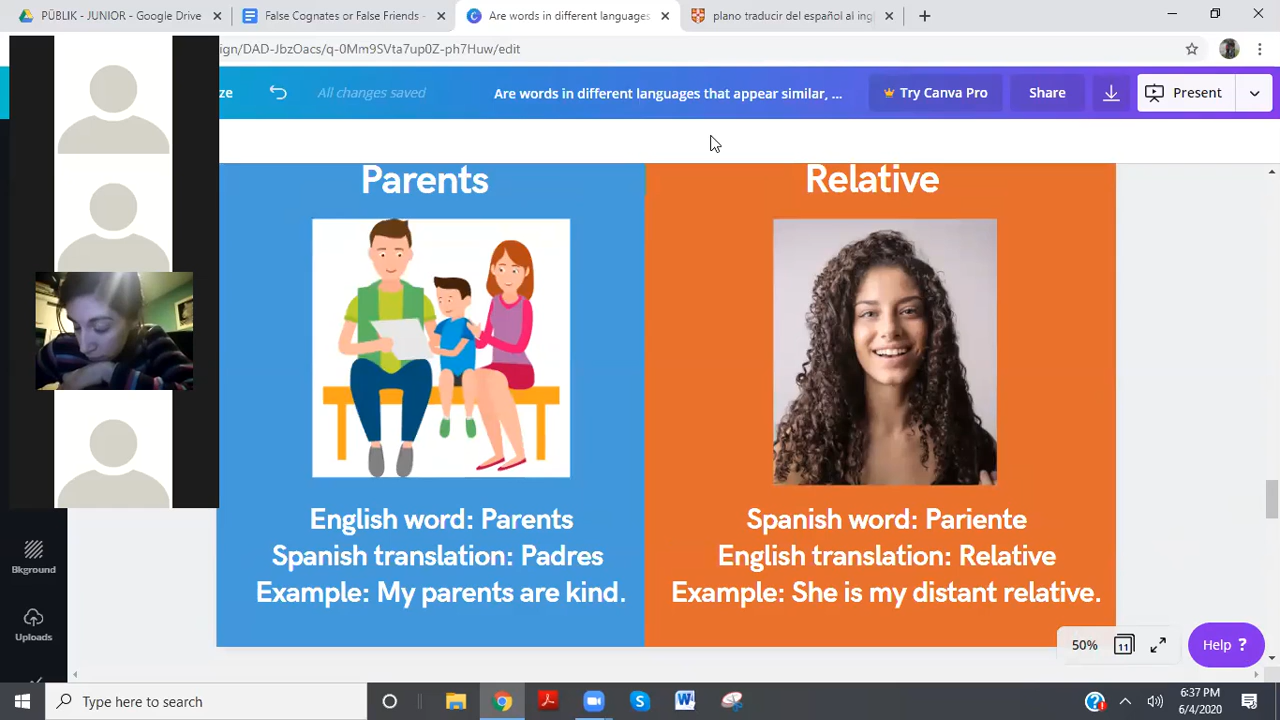 PÜBLIK - JUNIOR - Google Drive
False Cognates or False Friends -
Are words in different languages
plano traducir del español al ingl
ign/DAD-JbzOacs/q-0Mm9SVta7up0Z-ph7Huw/edit
ze
All changes saved
Are words in different languages that appear similar, ...
Try Canva Pro
Share
Present
Parents
Relative
English word: Parents
Spanish translation: Padres
Example: My parents are kind.
Spanish word: Pariente
English translation: Relative
Example: She is my distant relative.
Bkground
Uploads
50%
11
Help ?
Type here to search
6:37 PM
6/4/2020